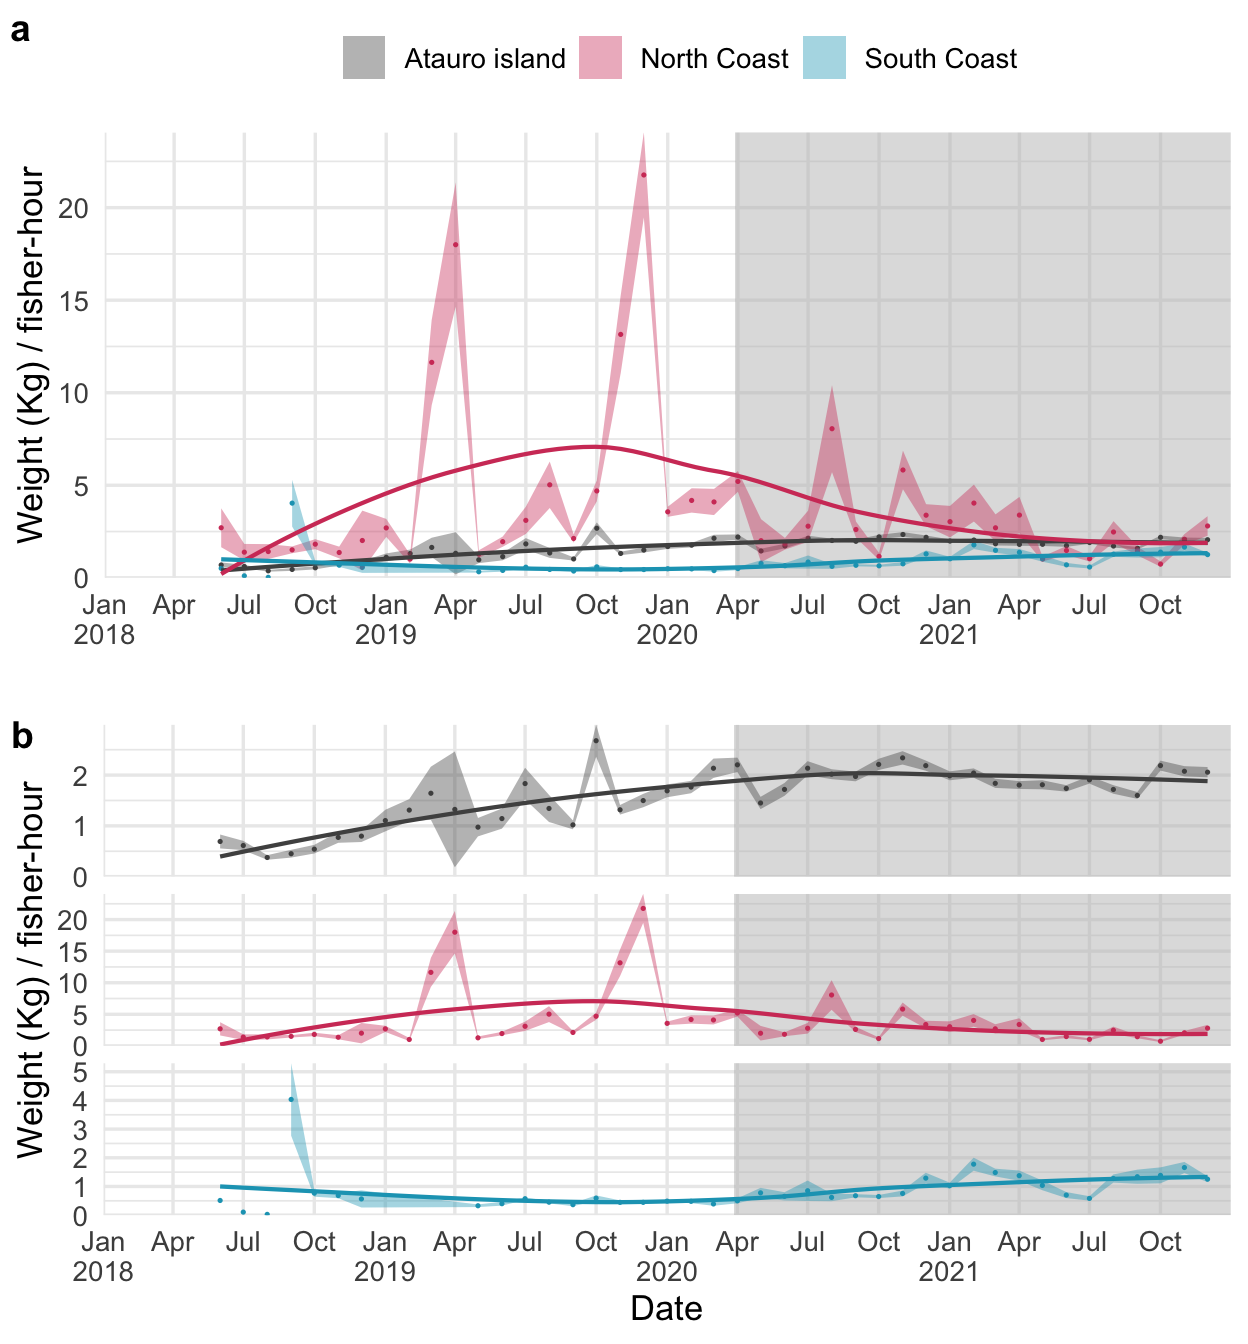 a
Atauro island North Coast South Coast
Weight (Kg) / fisher-hour
20
15
10
5
0
Jan Apr Jul Oct Jan Apr Jul Oct Jan Apr Jul Oct Jan Apr Jul Oct
2018 2019 2020 2021
b
Weight (Kg) / fisher-hour
2
1
0
20
15
10
5
0
5
4
3
2
1
0
Jan Apr Jul Oct Jan Apr Jul Oct Jan Apr Jul Oct Jan Apr Jul Oct
2018 2019 2020 2021
Date